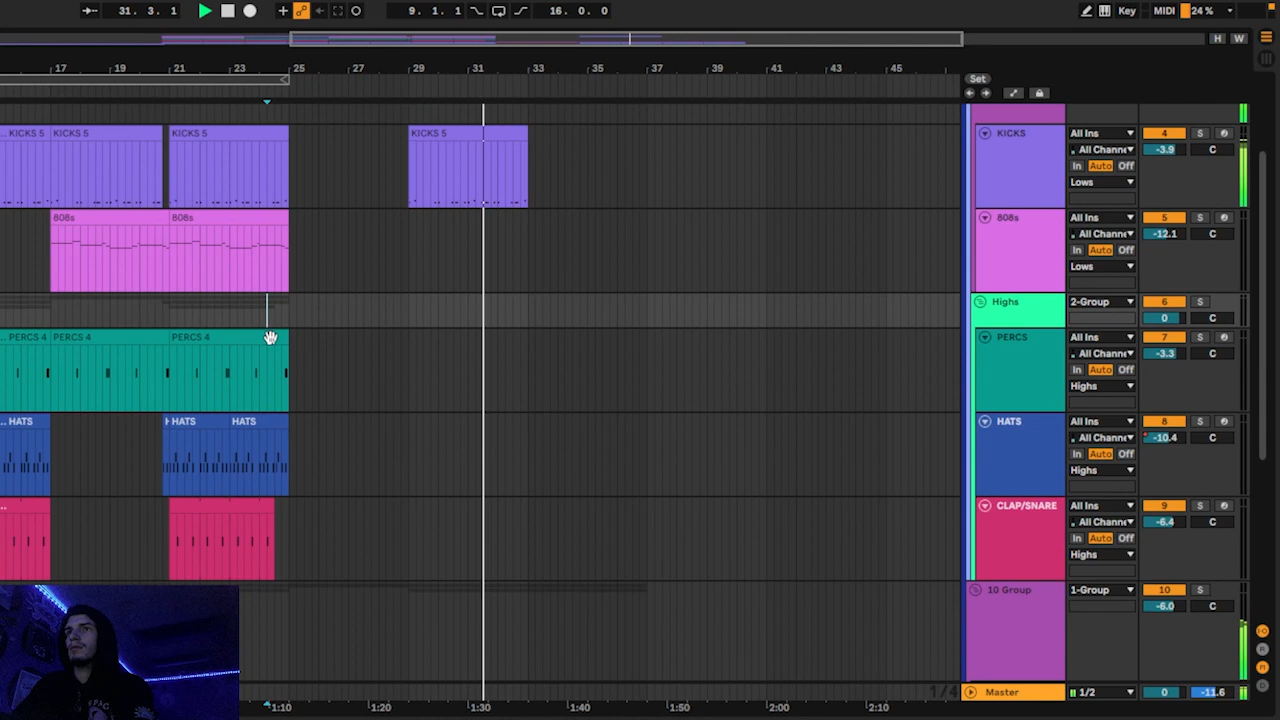 31. 3. 1 9. 1. 1 16. 0. 0 Key MIDI 24 %
H W
17 19 21 23 25 27 29 31 33 35 37 39 41 43 45
Set
.. KICKS 5 KICKS 5 KICKS 5 KICKS 5 KICKS All Ins 4 S
All Channe -3.9 C
In Auto Off
Lows
808s 808s 808s All Ins 5 S
All Channe -12.1 C
In Auto Off
Lows
Highs 2-Group 6 S
0 C
.. PERCS 4 PERCS 4 PERCS 4 PERCS All Ins 7 S
All Channe -3.3 C
In Auto Off
Highs
.. HATS H HATS HATS HATS All Ins 8 S
All Channe -10.4 C
In Auto Off
Highs
.. CLAP/SNARE All Ins 9 S
All Channe -6.4 C
In Auto Off
Highs
10 Group 1-Group 10 S
-6.0 C
1/4 Master 1/2 0 -11.6
1:10 1:20 1:30 1:40 1:50 2:00 2:10